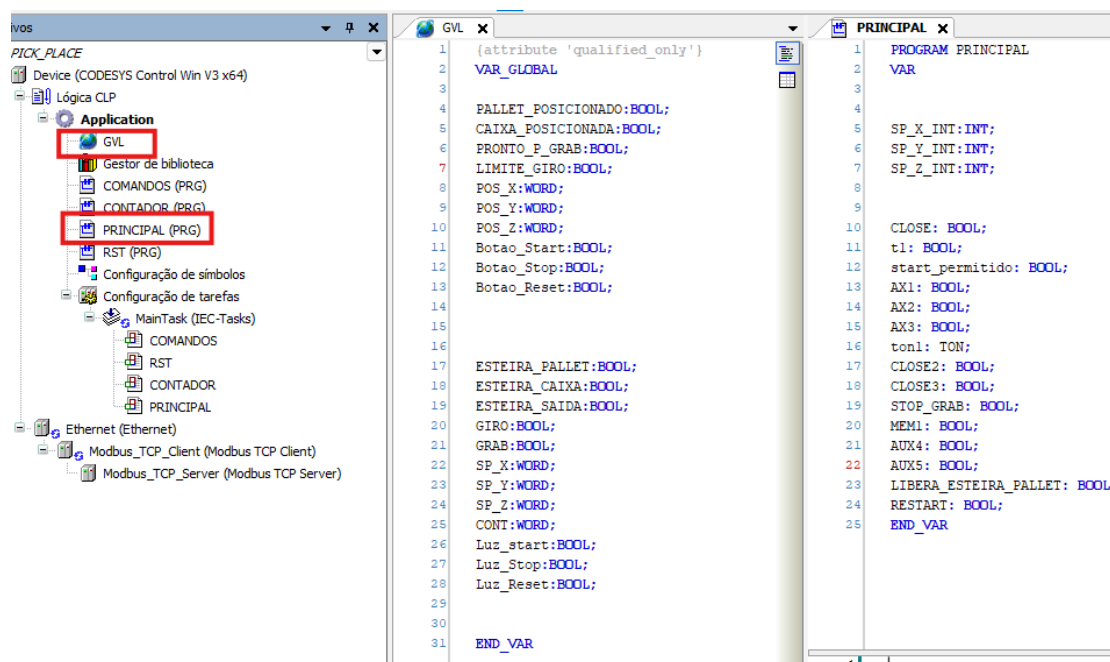 ivos
PICK_PLACE
Device (CODESYS Control Win V3 x64)
Lógica CLP
Application
GVL
Gestor de biblioteca
COMANDOS (PRG)
CONTADOR (PRG)
PRINCIPAL (PRG)
RST (PRG)
Configuração de símbolos
Configuração de tarefas
MainTask (IEC-Tasks)
COMANDOS
RST
CONTADOR
PRINCIPAL
Ethernet (Ethernet)
Modbus_TCP_Client (Modbus TCP Client)
Modbus_TCP_Server (Modbus TCP Server)
GVL
1 {attribute 'qualified_only'}
2 VAR_GLOBAL
3
4 PALLET_POSICIONADO:BOOL;
5 CAIXA_POSICIONADA:BOOL;
6 PRONTO_P_GRAB:BOOL;
7 LIMITE_GIRO:BOOL;
8 POS_X:WORD;
9 POS_Y:WORD;
10 POS_Z:WORD;
11 Botao_Start:BOOL;
12 Botao_Stop:BOOL;
13 Botao_Reset:BOOL;
14
15
16
17 ESTEIRA_PALLET:BOOL;
18 ESTEIRA_CAIXA:BOOL;
19 ESTEIRA_SAIDA:BOOL;
20 GIRO:BOOL;
21 GRAB:BOOL;
22 SP_X:WORD;
23 SP_Y:WORD;
24 SP_Z:WORD;
25 CONT:WORD;
26 Luz_start:BOOL;
27 Luz_Stop:BOOL;
28 Luz_Reset:BOOL;
29
30
31 END_VAR
PRINCIPAL
1 PROGRAM PRINCIPAL
2 VAR
3
4
5 SP_X_INT:INT;
6 SP_Y_INT:INT;
7 SP_Z_INT:INT;
8
9
10 CLOSE: BOOL;
11 t1: BOOL;
12 start_permitido: BOOL;
13 AX1: BOOL;
14 AX2: BOOL;
15 AX3: BOOL;
16 ton1: TON;
17 CLOSE2: BOOL;
18 CLOSE3: BOOL;
19 STOP_GRAB: BOOL;
20 MEM1: BOOL;
21 AUX4: BOOL;
22 AUX5: BOOL;
23 LIBERA_ESTEIRA_PALLET: BOOL
24 RESTART: BOOL;
25 END_VAR